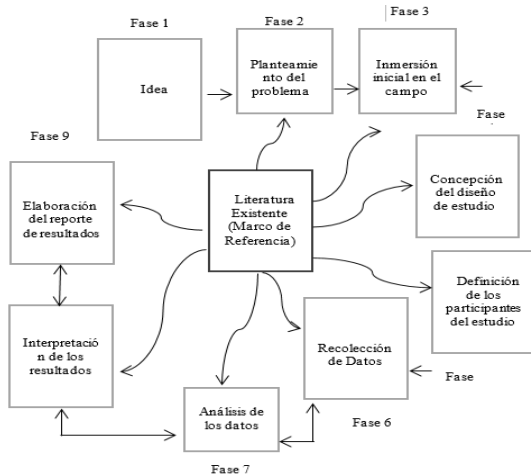 Fase 1
Fase 2
Fase 3
Idea
Planteamie
nto del
problema
Inmersión
inicial en el
campo
Fase
Concepción
del diseño
de estudio
Definición
de los
participantes
del estudio
Fase
Recolección
de Datos
Fase 6
Análisis de
los datos
Fase 7
Interpretació
n de los
resultados
Fase 9
Elaboración
del reporte
de resultados
Literatura
Existente
(Marco de
Referencia)